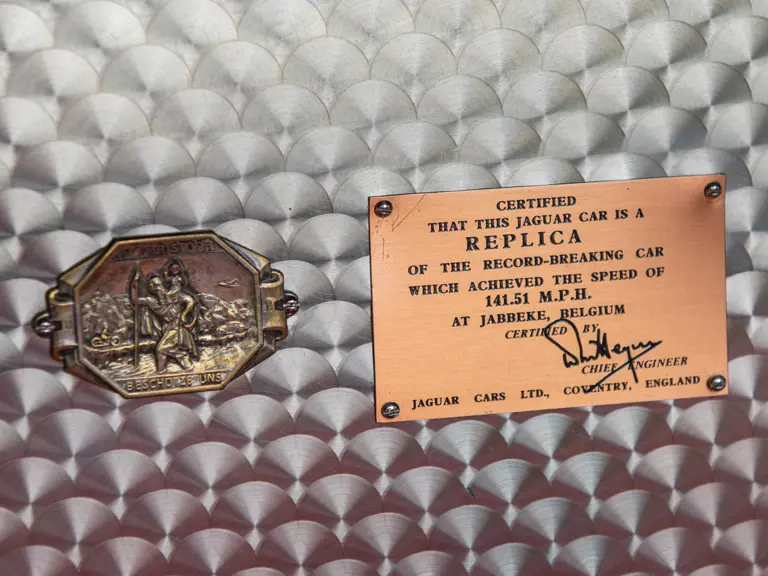 BESCHÜTZE UNS
CERTIFIED
THAT THIS JAGUAR CAR IS A
REPLICA
OF THE RECORD-BREAKING CAR
WHICH ACHIEVED THE SPEED OF
141.51 M.P.H.
AT JABBEKE, BELGIUM
CERTIFIED BY
CHIEF ENGINEER
JAGUAR CARS LTD., COVENTRY, ENGLAND